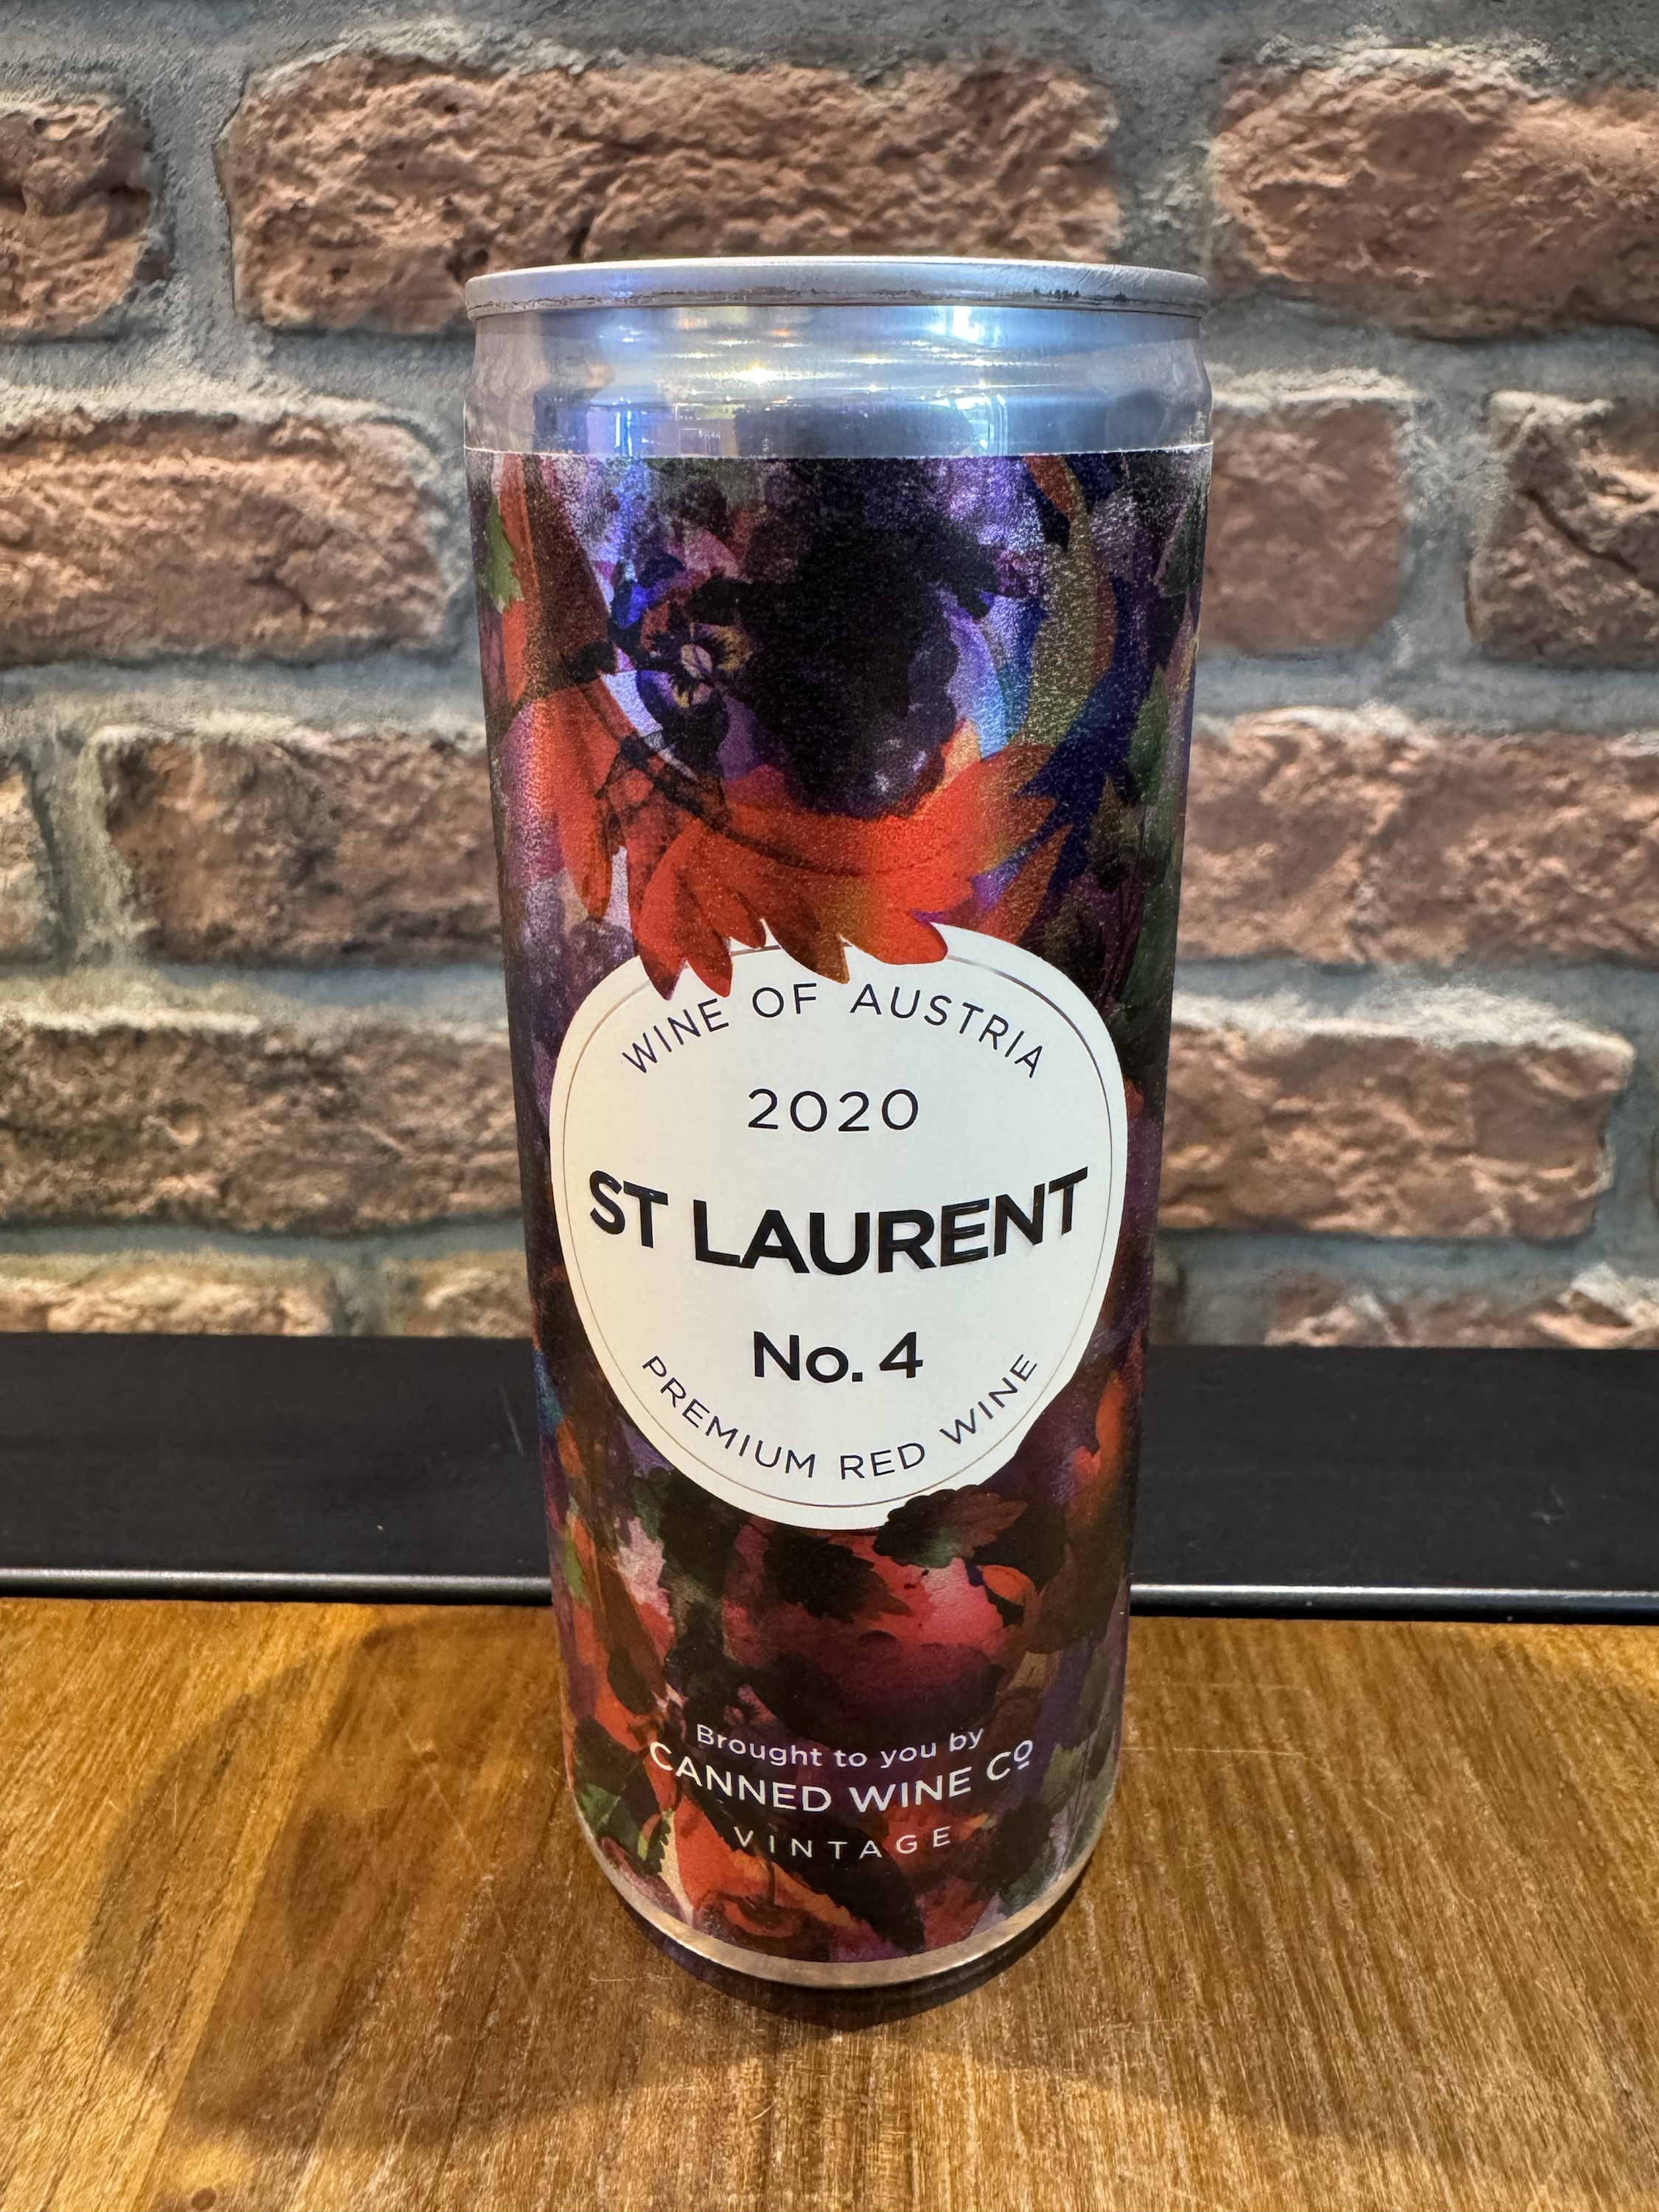 WINE OF AUSTRIA
2020
ST LAURENT
No. 4
PREMIUM RED WINE
Brought to you by
CANNED WINE Cº
VINTAGE